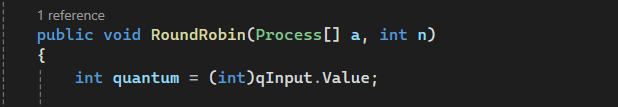 1 reference
public void RoundRobin(Process[] a, int n)
{
int quantum = (int)qInput.Value;